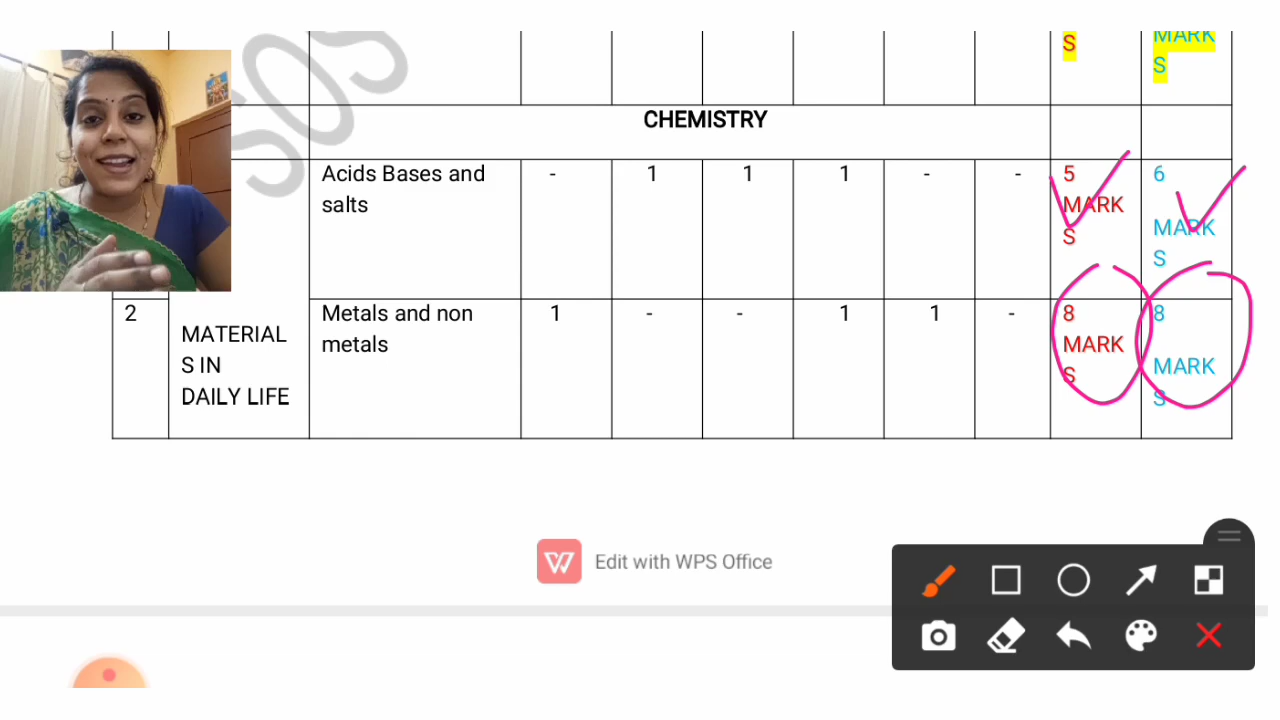 S
MARK
S
SOS
CHEMISTRY
Acids Bases and
salts
-
1
1
1
-
-
5
MARK
S
6
MARK
S
2
MATERIAL
S IN
DAILY LIFE
Metals and non
metals
1
-
-
1
1
-
8
MARK
S
8
MARK
S
Edit with WPS Office